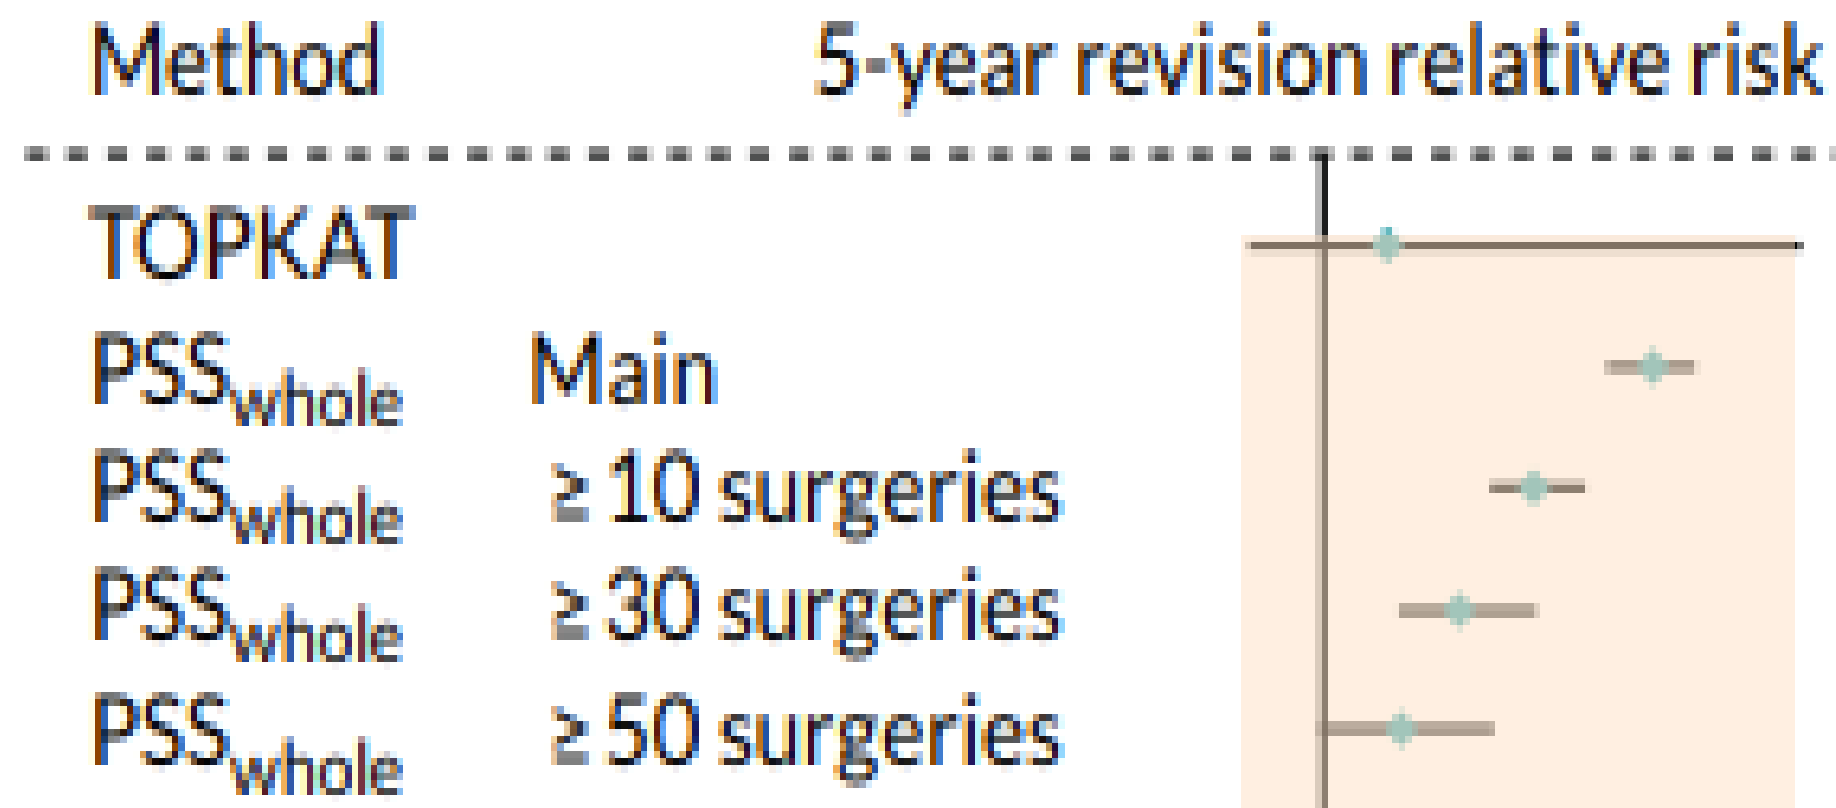 Method 5-year revision relative risk
TOPKAT
PSSwhole Main
PSSwhole ≥ 10 surgeries
PSSwhole ≥ 30 surgeries
PSSwhole ≥ 50 surgeries